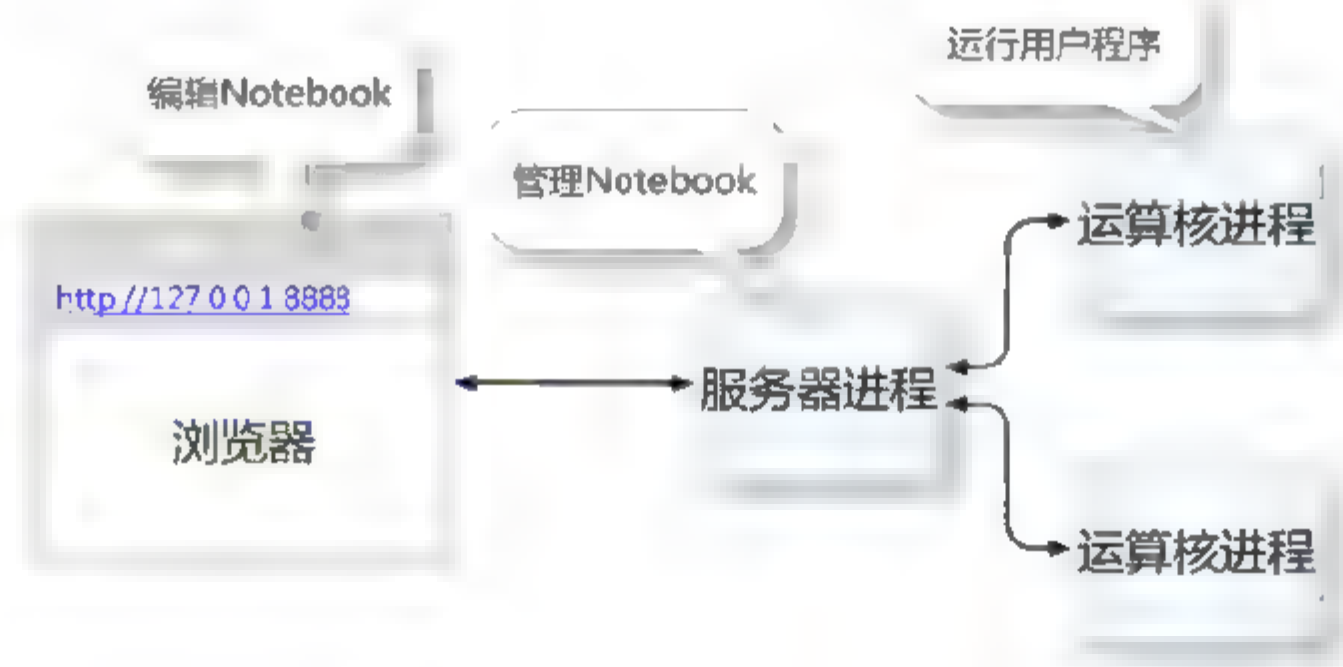 运行用户程序
编辑Notebook
管理Notebook
运算核进程
http://127 0 0 1 8888
服务器进程
浏览器
运算核进程